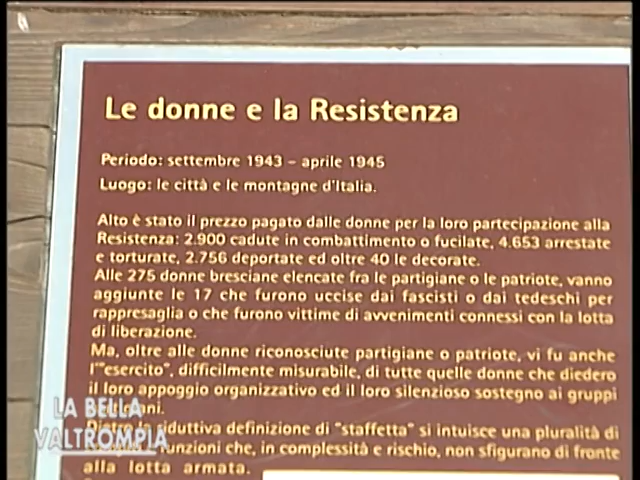 Le donne e la Resistenza
Periodo: settembre 1943 – aprile 1945
Luogo: le città e le montagne d'Italia.
Alto è stato il prezzo pagato dalle donne per la loro partecipazione alla
Resistenza: 2.900 cadute in combattimento o fucilate, 4.653 arrestate
e torturate, 2.756 deportate ed oltre 40 le decorate.
Alle 275 donne bresciane elencate fra le partigiane o le patriote, vanno
aggiunte le 17 che furono uccise dai fascisti o dai tedeschi per
rappresaglia o che furono vittime di avvenimenti connessi con la lotta
di liberazione.
Ma, oltre alle donne riconosciute partigiane o patriote, vi fu anche
l'"esercito", difficilmente misurabile, di tutte quelle donne che diedero
il loro appoggio organizzativo ed il loro silenzioso sostegno ai gruppi
Dietro la riduttiva definizione di "staffetta" si intuisce una pluralità di
funzioni che, in complessità e rischio, non sfigurano di fronte
alla lotta armata.
LA BELLA
VALTROMPIA